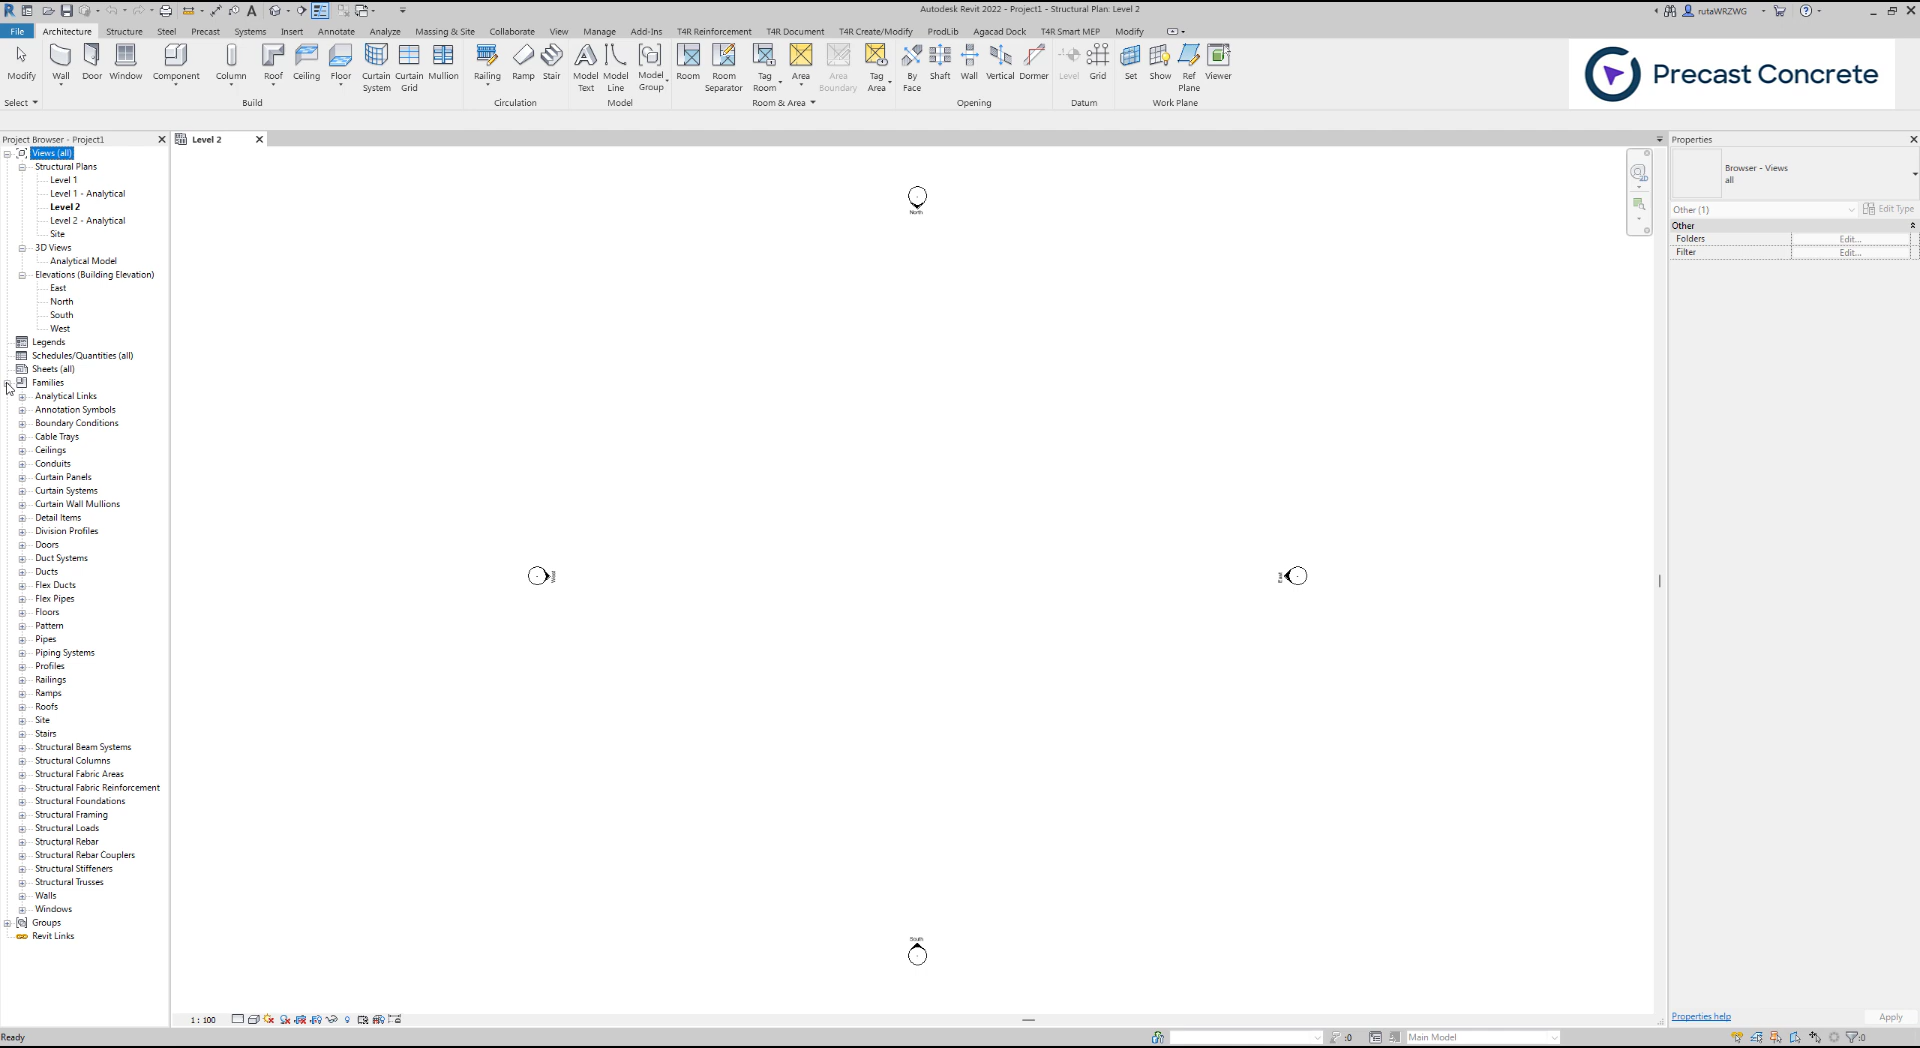 Autodesk Revit 2022 - Project1 - Structural Plan: Level 2
rutaWRZWG
File Architecture Structure Steel Precast Systems Insert Annotate Analyze Massing & Site Collaborate View Manage Add-Ins T4R Reinforcement T4R Document T4R Create/Modify ProdLib Agacad Dock T4R Smart MEP Modify
Modify Wall Door Window Component Column Roof Ceiling Floor Curtain System Curtain Grid Mullion Railing Ramp Stair Model Text Model Line Model Group Room Room Separator Tag Room Area Area Boundary Tag Area By Face Shaft Wall Vertical Dormer Level Grid Set Show Ref Plane Viewer
Select Build Circulation Model Room & Area Opening Datum Work Plane
Precast Concrete
Project Browser - Project1
Views (all)
Structural Plans
Level 1
Level 1 - Analytical
Level 2
Level 2 - Analytical
Site
3D Views
Analytical Model
Elevations (Building Elevation)
East
North
South
West
Legends
Schedules/Quantities (all)
Sheets (all)
Families
Analytical Links
Annotation Symbols
Boundary Conditions
Cable Trays
Ceilings
Conduits
Curtain Panels
Curtain Systems
Curtain Wall Mullions
Detail Items
Division Profiles
Doors
Duct Systems
Ducts
Flex Ducts
Flex Pipes
Floors
Pattern
Pipes
Piping Systems
Profiles
Railings
Ramps
Roofs
Site
Stairs
Structural Beam Systems
Structural Columns
Structural Fabric Areas
Structural Fabric Reinforcement
Structural Foundations
Structural Framing
Structural Loads
Structural Rebar
Structural Rebar Couplers
Structural Stiffeners
Structural Trusses
Walls
Windows
Groups
Revit Links
Level 2
North
West
East
South
Properties
Browser - Views
all
Other (1)
Edit Type
Other
Folders Edit...
Filter Edit...
Properties help
Apply
1 : 100
Ready
:0
Main Model
:0